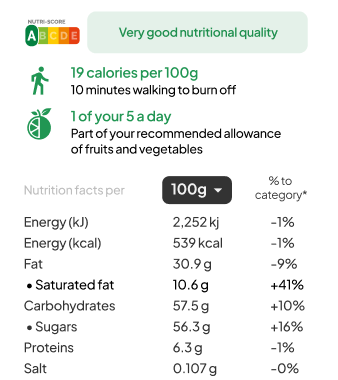 NUTRI-SCORE
A B C D E
Very good nutritional quality
19 calories per 100g
10 minutes walking to burn off
1 of your 5 a day
Part of your recommended allowance
of fruits and vegetables
Nutrition facts per 100g % to
category*
Energy (kJ) 2,252 kj -1%
Energy (kcal) 539 kcal -1%
Fat 30.9 g -9%
• Saturated fat 10.6 g +41%
Carbohydrates 57.5 g +10%
• Sugars 56.3 g +16%
Proteins 6.3 g -1%
Salt 0.107 g -0%